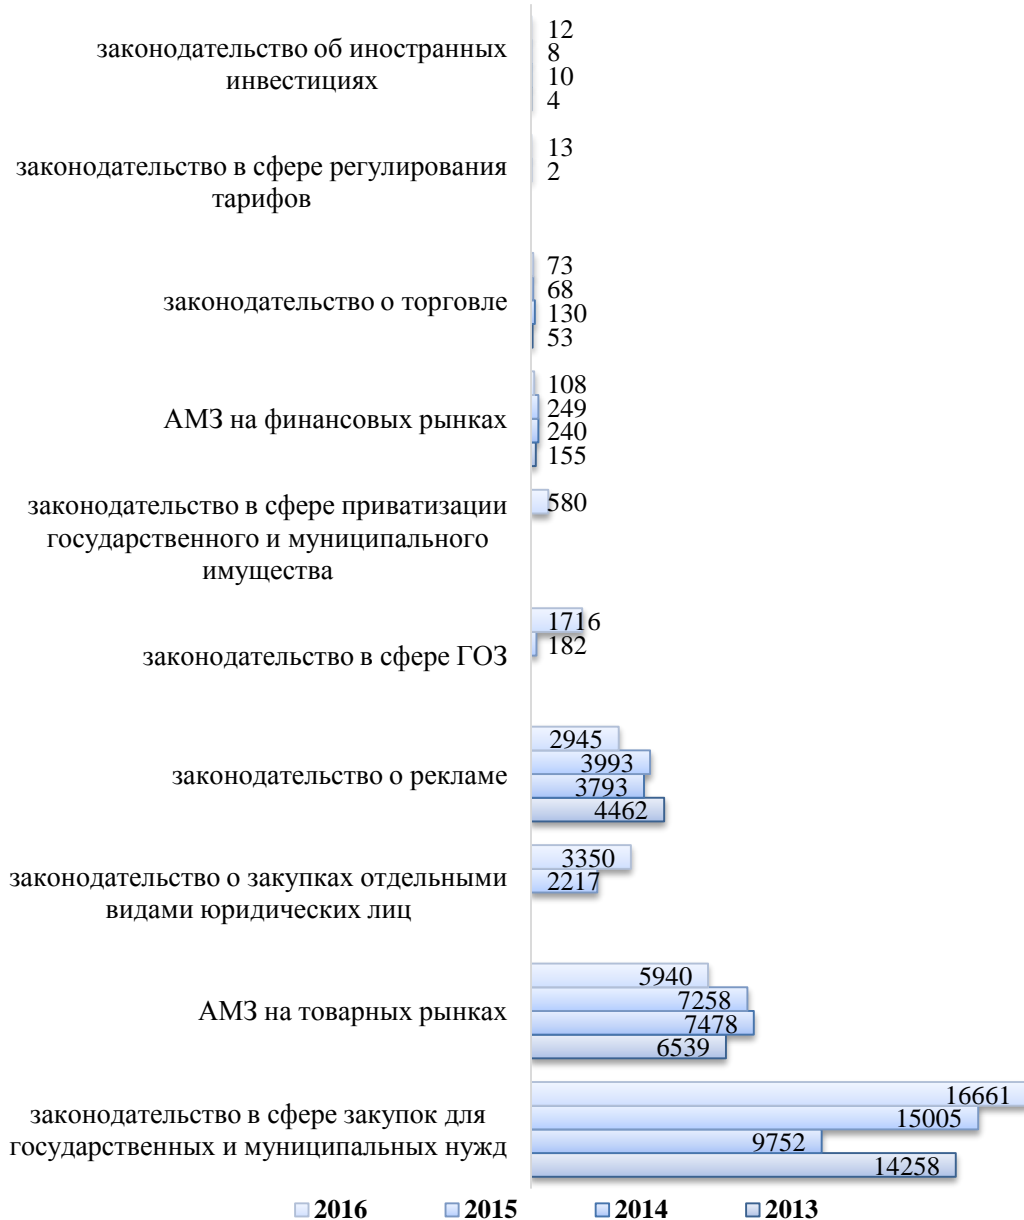 12
8
законодательство об иностранных
инвестициях
10
4
13
законодательство в сфере регулирования
тарифов
2
73
68
законодательство о торговле
130
53
108
249
АМЗ на финансовых рынках
240
155
законодательство в сфере приватизации
государственного и муниципального
имущества
580
1716
182
законодательство в сфере ГОЗ
2945
3993
законодательство о рекламе
3793
4462
3350
2217
законодательство о закупках отдельными
видами юридических лиц
5940
7258
АМЗ на товарных рынках
7478
6539
16661
15005
законодательство в сфере закупок для
государственных и муниципальных нужд
9752
14258
2016 2015 2014 2013